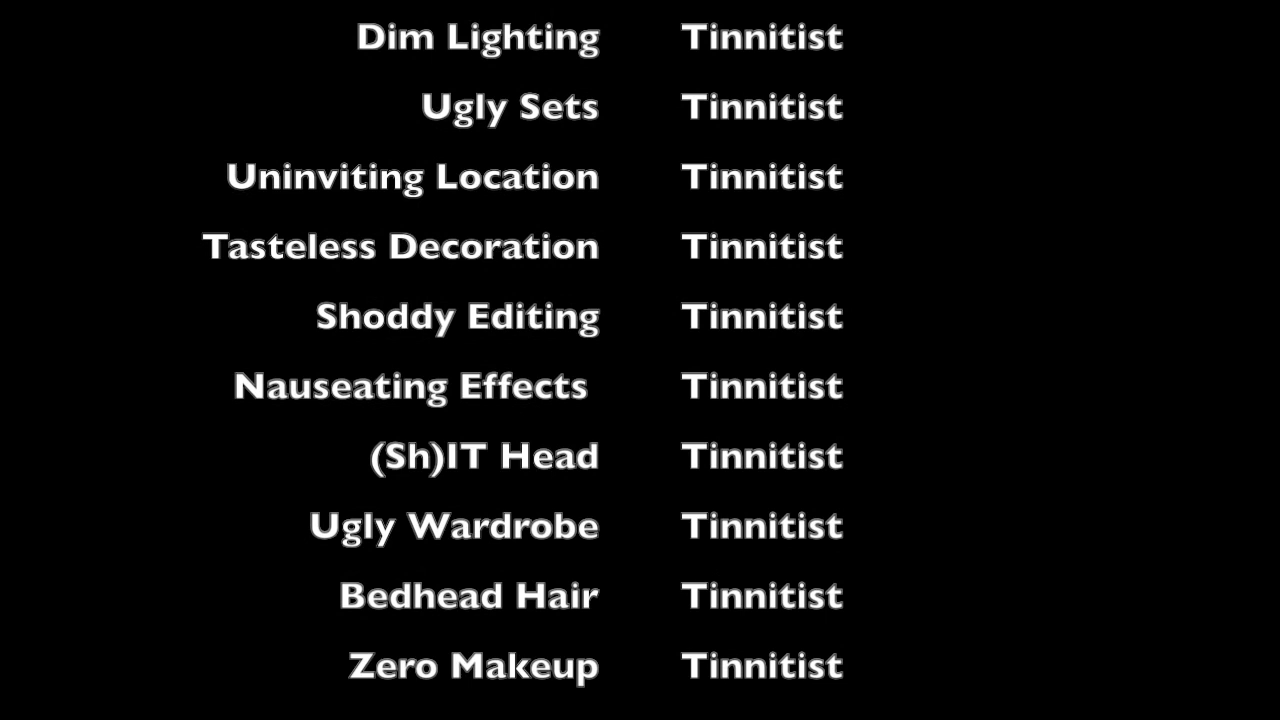 Dim Lighting Tinnitist
Ugly Sets Tinnitist
Uninviting Location Tinnitist
Tasteless Decoration Tinnitist
Shoddy Editing Tinnitist
Nauseating Effects Tinnitist
(Sh)IT Head Tinnitist
Ugly Wardrobe Tinnitist
Bedhead Hair Tinnitist
Zero Makeup Tinnitist